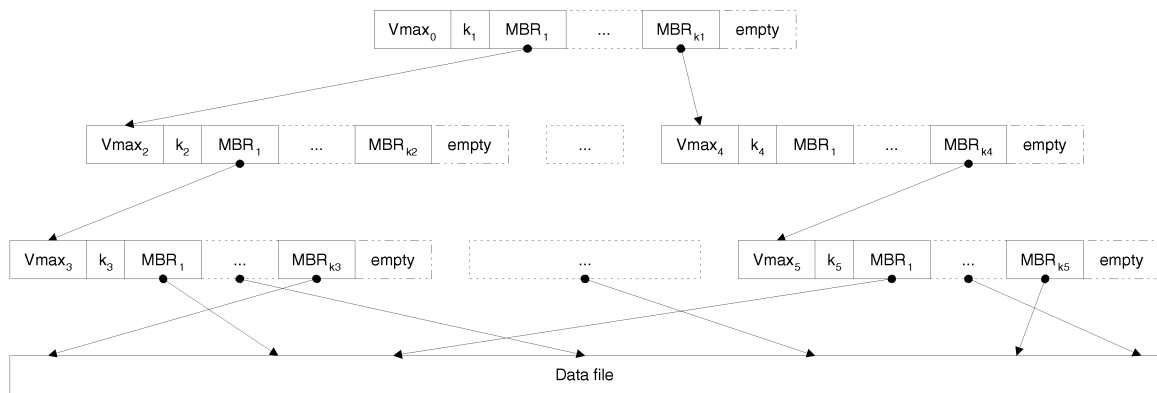 Vmax0 k1 MBR1 ... MBRk1 empty
Vmax2 k2 MBR1 ... MBRk2 empty ... Vmax4 k4 MBR1 ... MBRk4 empty
Vmax3 k3 MBR1 ... MBRk3 empty ... Vmax5 k5 MBR1 ... MBRk5 empty
Data file